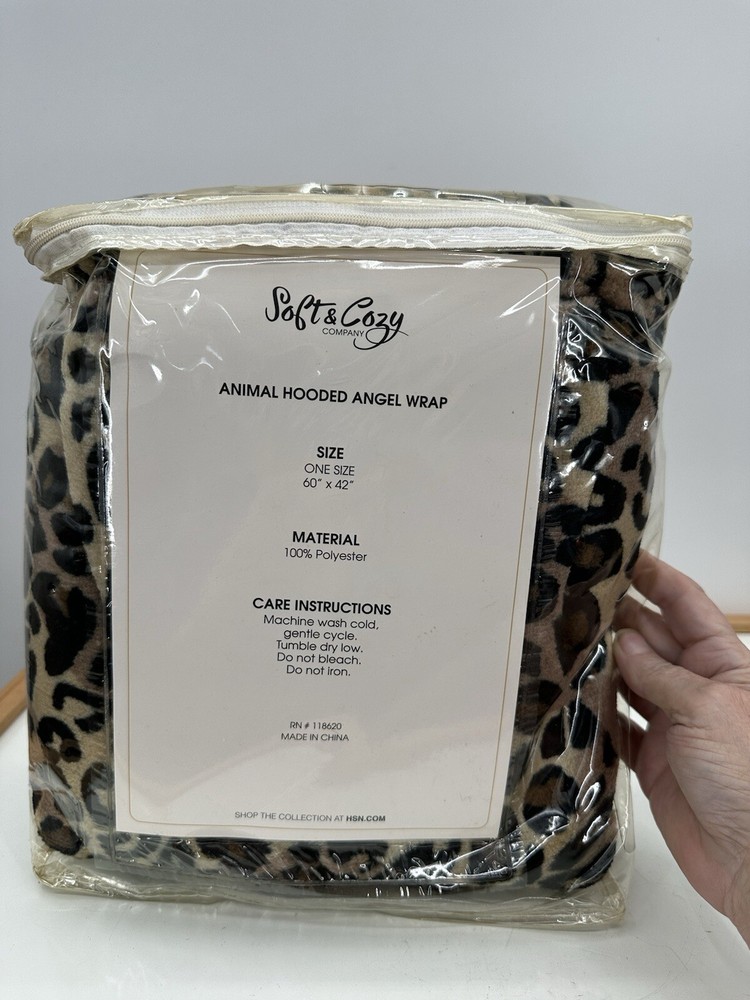 Soft & Cozy
COMPANY
ANIMAL HOODED ANGEL WRAP
SIZE
ONE SIZE
60" x 42"
MATERIAL
100% Polyester
CARE INSTRUCTIONS
Machine wash cold,
gentle cycle.
Tumble dry low.
Do not bleach.
Do not iron.
RN # 118620
MADE IN CHINA
SHOP THE COLLECTION AT HSN.COM